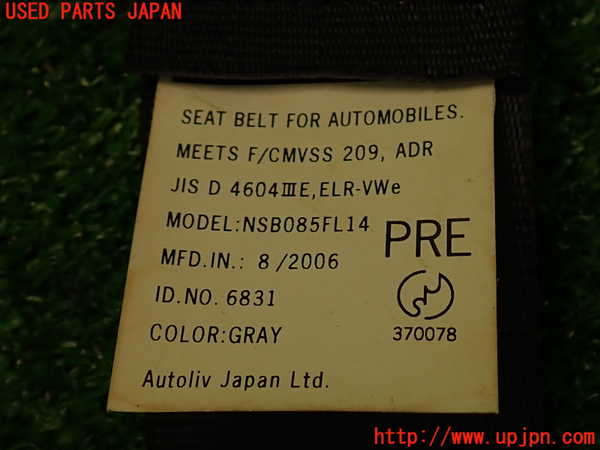 USED PARTS JAPAN
SEAT BELT FOR AUTOMOBILES.
MEETS F/CMVSS 209, ADR
JIS D 4604ⅢE,ELR-VWe
MODEL:NSB085FL14
MFD.IN.: 8/2006
ID.NO. 6831
COLOR:GRAY
PRE
370078
Autoliv Japan Ltd.
http://www.upjpn.com/